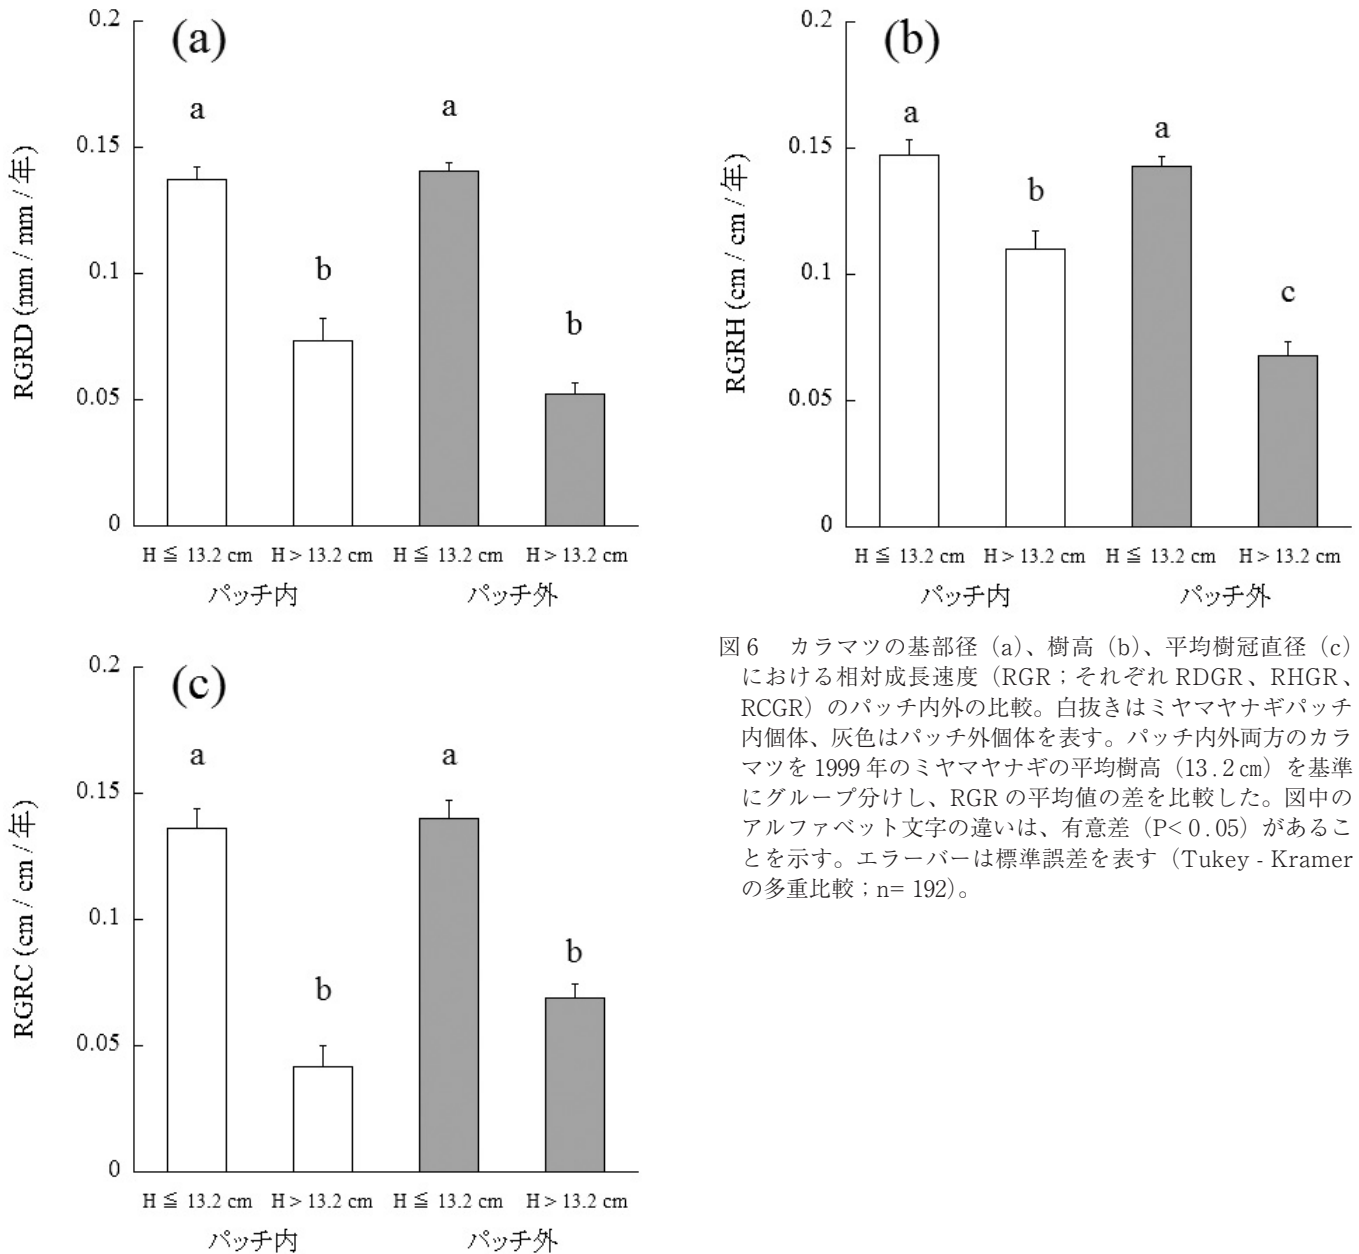 (a)
0.2
0.15
0.1
0.05
0
RGRD (mm / mm / 年)
a
b
a
b
H ≦ 13.2 cm
H > 13.2 cm
H ≦ 13.2 cm
H > 13.2 cm
パッチ内
パッチ外
(b)
0.2
0.15
0.1
0.05
0
RGRH (cm / cm / 年)
a
b
a
c
H ≦ 13.2 cm
H > 13.2 cm
H ≦ 13.2 cm
H > 13.2 cm
パッチ内
パッチ外
(c)
0.2
0.15
0.1
0.05
0
RGRC (cm / cm / 年)
a
b
a
b
H ≦ 13.2 cm
H > 13.2 cm
H ≦ 13.2 cm
H > 13.2 cm
パッチ内
パッチ外
図6 カラマツの基部径（a）、樹高（b）、平均樹冠直径（c）
における相対成長速度（RGR；それぞれ RDGR、RHGR、
RCGR）のパッチ内外の比較。白抜きはミヤマヤナギパッチ
内個体、灰色はパッチ外個体を表す。パッチ内外両方のカラ
マツを 1999 年のミヤマヤナギの平均樹高（13.2㎝）を基準
にグループ分けし、RGR の平均値の差を比較した。図中の
アルファベット文字の違いは、有意差（P< 0.05）があるこ
とを示す。エラーバーは標準誤差を表す（Tukey - Kramer
の多重比較；n= 192）。